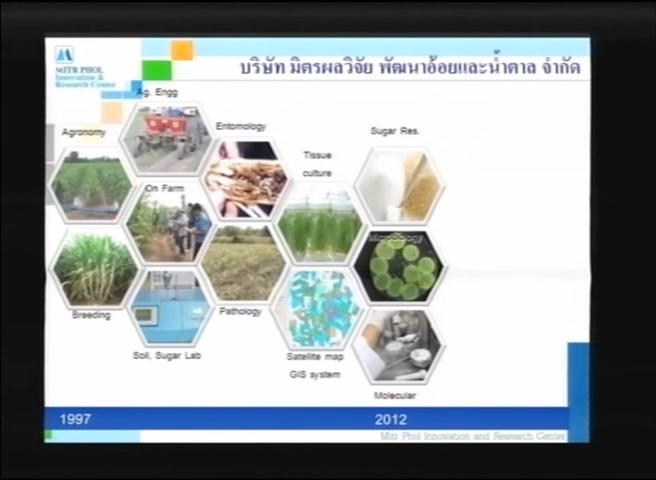 MITR PHOL
Innovation &
Research Center
บริษัท มิตรผลวิจัย พัฒนาอ้อยและน้ำตาล จำกัด
Ag. Engg
Agronomy
Entomology
Sugar Res.
Tissue
culture
On Farm
Microbiology
Breeding
Pathology
Soil, Sugar Lab
Satellite map
GIS system
Molecular
1997
2012
Mitr Phol Innovation and Research Center